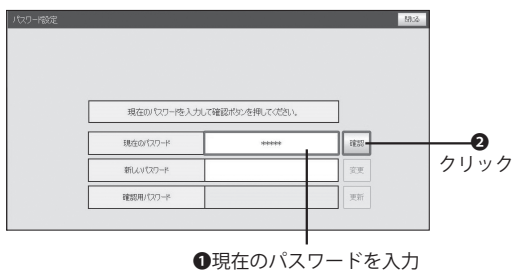 パスワード設定 閉じる
現在のパスワードを入力して確認ボタンを押してください。
現在のパスワード ***** 確認
新しいパスワード 変更
確認用パスワード 更新
❷
クリック
❶現在のパスワードを入力